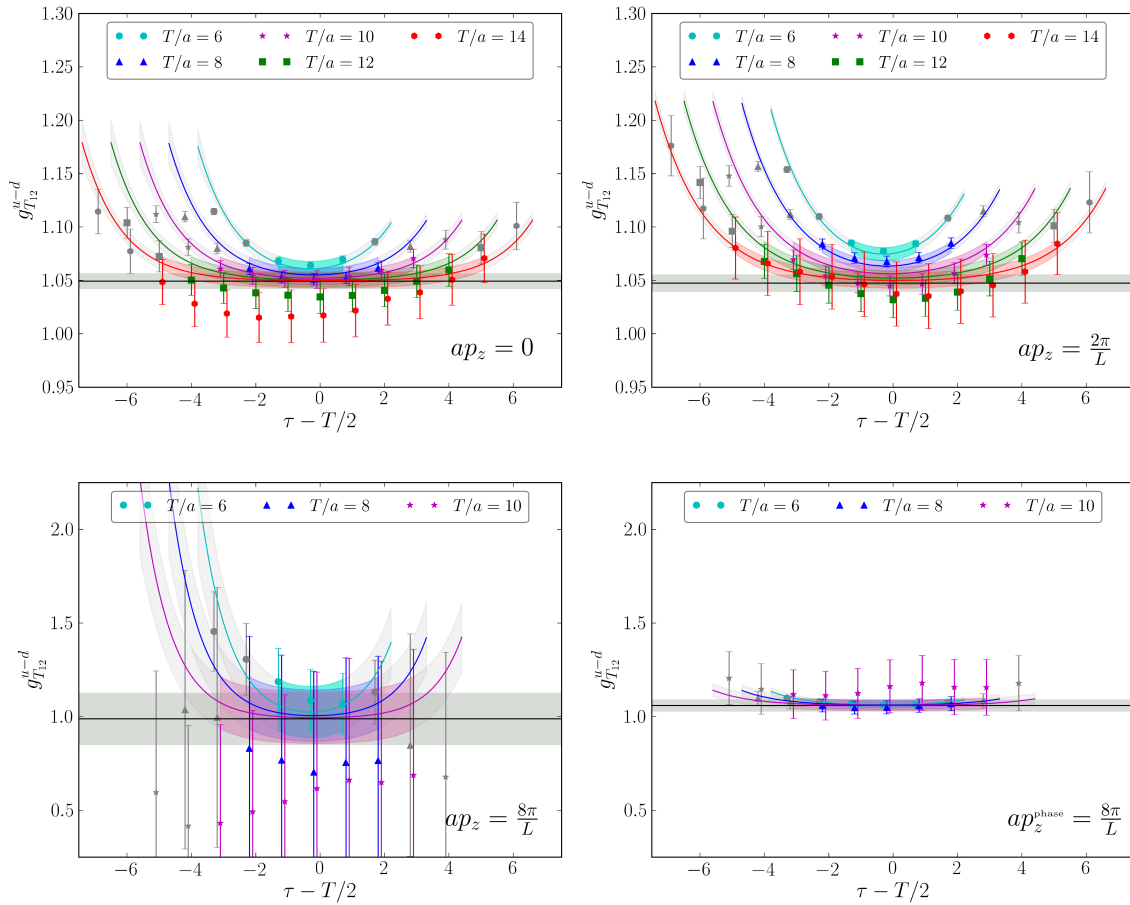 1.30
1.25
1.20
1.15
1.10
1.05
1.00
0.95
g_{T_{12}}^{u-d}
T/a = 6
T/a = 8
T/a = 10
T/a = 12
T/a = 14
ap_z = 0
−6 −4 −2 0 2 4 6
τ − T/2
1.30
1.25
1.20
1.15
1.10
1.05
1.00
0.95
g_{T_{12}}^{u-d}
T/a = 6
T/a = 8
T/a = 10
T/a = 12
T/a = 14
ap_z = \frac{2π}{L}
−6 −4 −2 0 2 4 6
τ − T/2
2.0
1.5
1.0
0.5
g_{T_{12}}^{u-d}
T/a = 6 T/a = 8 T/a = 10
ap_z = \frac{8π}{L}
−6 −4 −2 0 2 4 6
τ − T/2
2.0
1.5
1.0
0.5
g_{T_{12}}^{u-d}
T/a = 6 T/a = 8 T/a = 10
ap_z^{phase} = \frac{8π}{L}
−6 −4 −2 0 2 4 6
τ − T/2